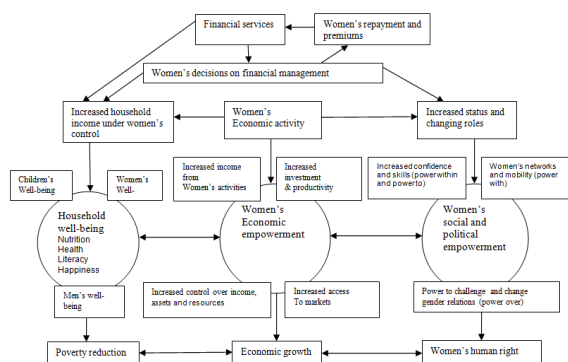 Financial services
Women's repayment and
premiums
Women's decisions on financial management
Increased household
income under women's
control
Women's
Economic activity
Increased status and
changing roles
Children's
Well-being
Women's
Well-
Increased income
from
Women's activities
Increased
investment
& productivity
Increased confidence
and skills (power within
and powerto)
Women's networks
and mobility (power
with)
Household
well-being
Nutrition
Health
Literacy
Happiness
Women's
Economic
empowerment
Women's
social and
political
empowerment
Men's well-
being
Increased control over income,
assets and resources
Increased access
To markets
Power to challenge and change
gender relations (power over)
Poverty reduction
Economic growth
Women's human right